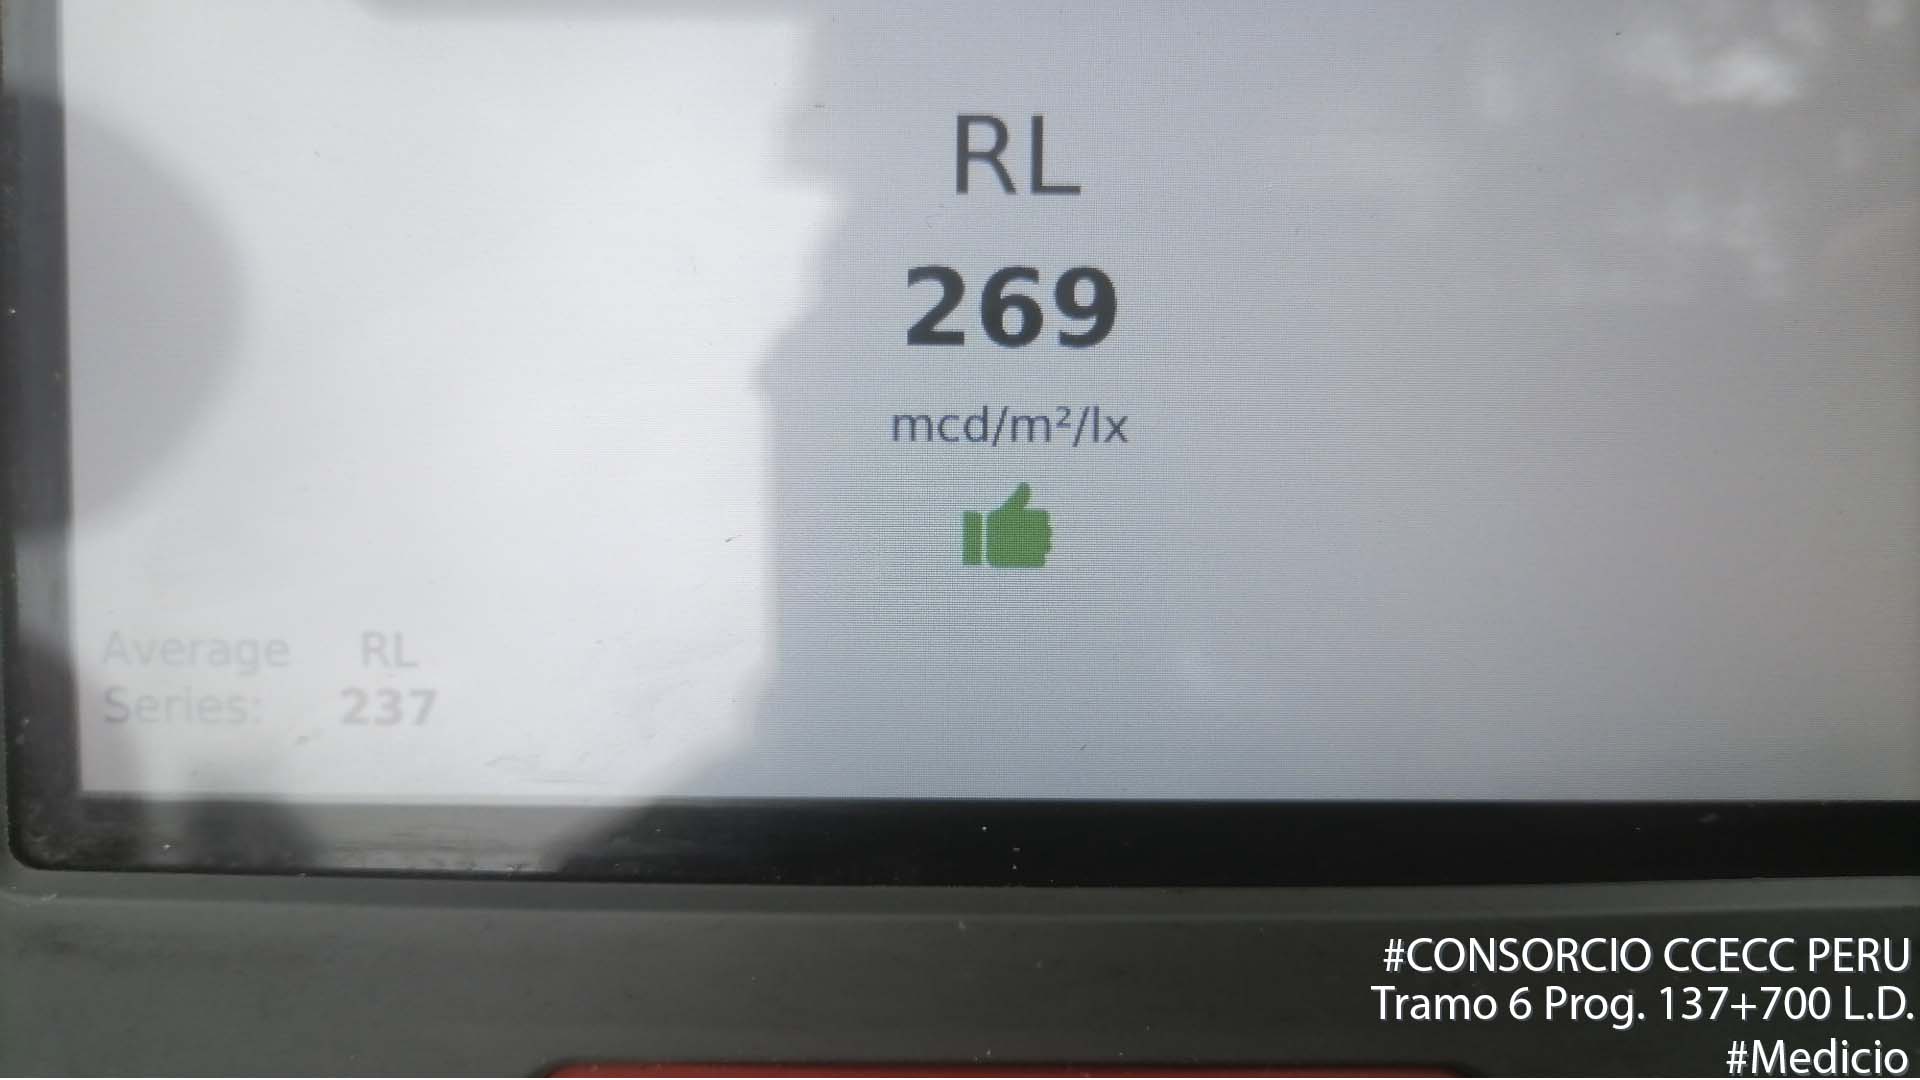 RL
269
mcd/m²/lx
Average RL
Series: 237
#CONSORCIO CCECC PERU
Tramo 6 Prog. 137+700 L.D.
#Medicio